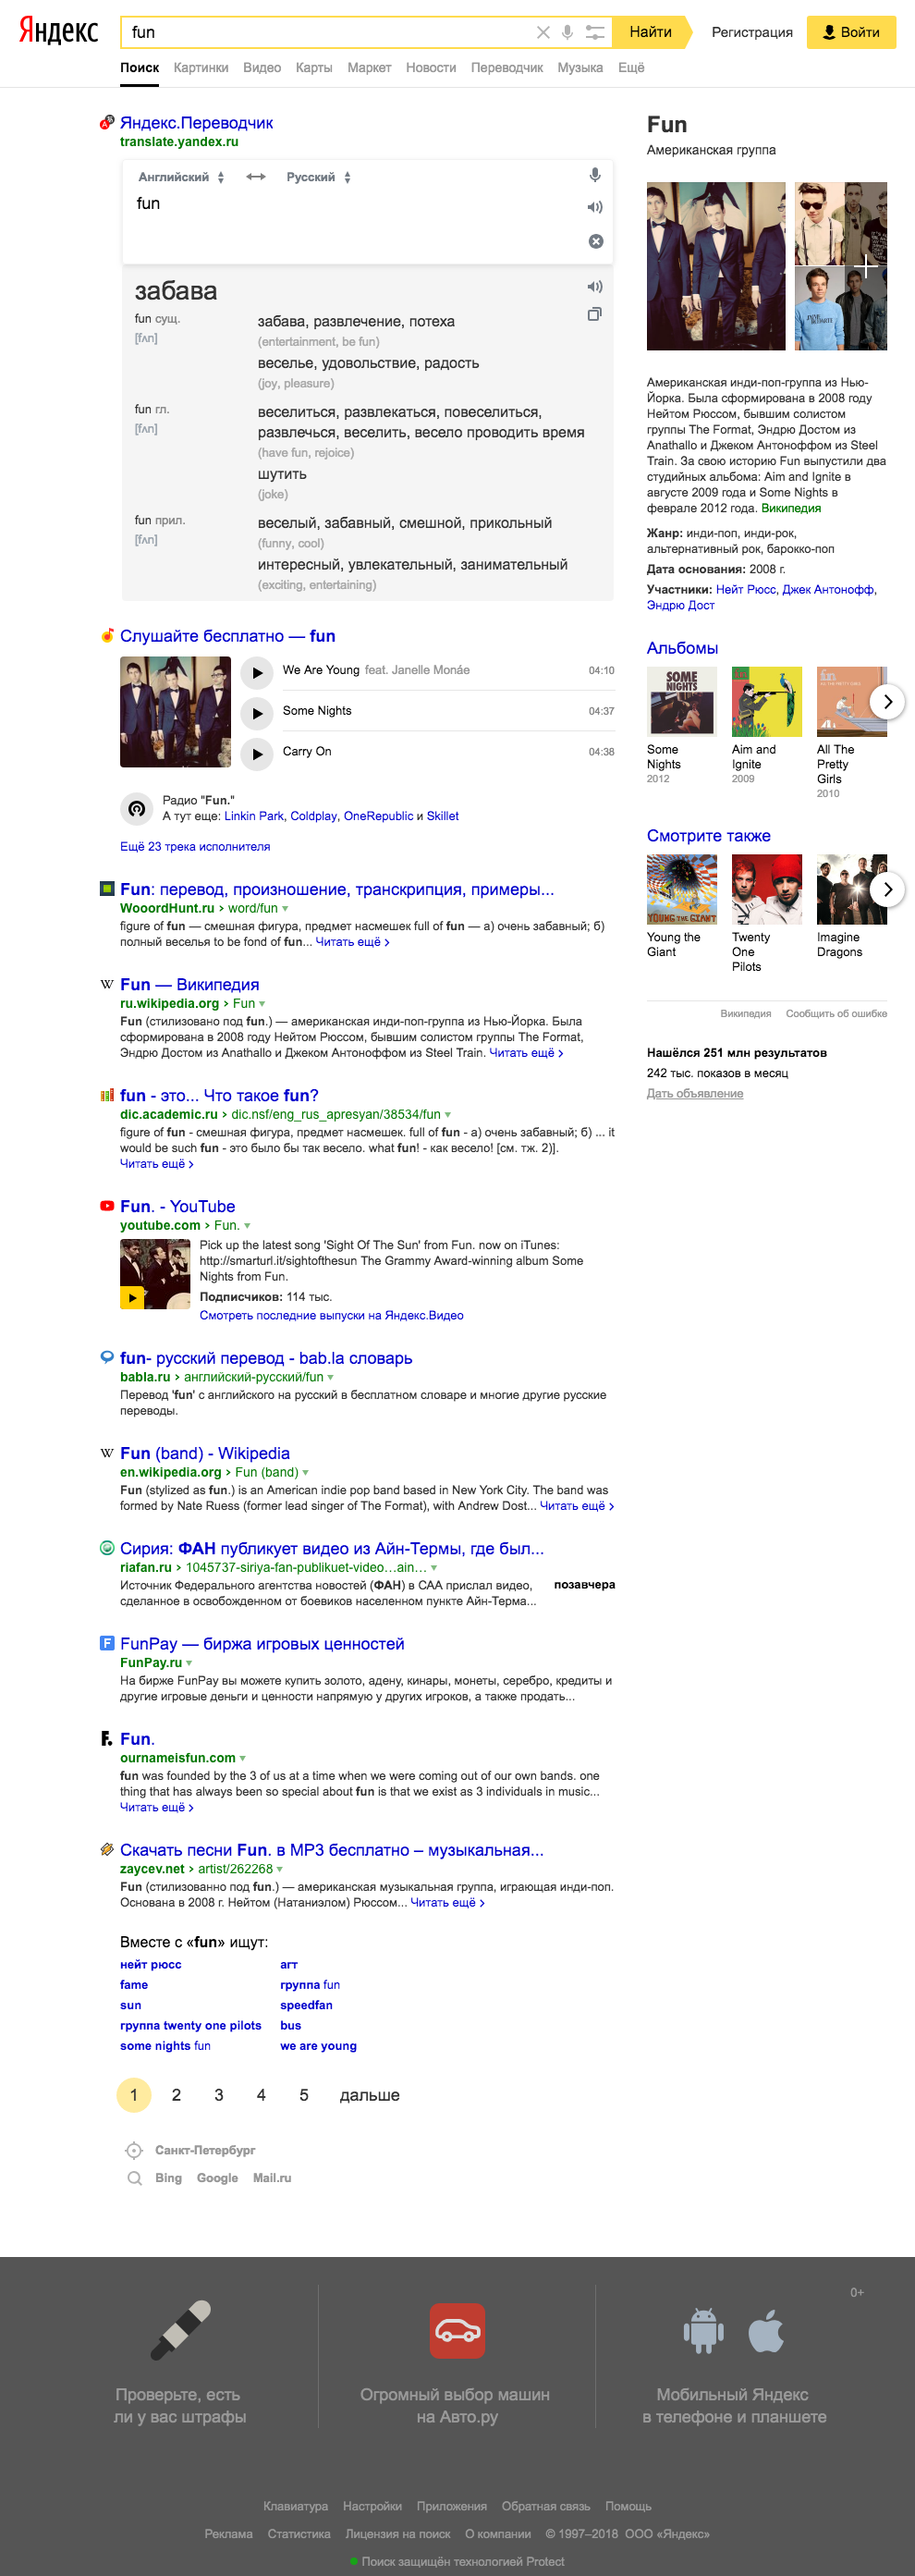 Яндекс
fun
Найти
Регистрация
Войти
Поиск Картинки Видео Карты Маркет Новости Переводчик Музыка Ещё
Яндекс.Переводчик
translate.yandex.ru
Английский Русский
fun
забава
fun сущ.
[fʌn]
забава, развлечение, потеха
(entertainment, be fun)
веселье, удовольствие, радость
(joy, pleasure)
fun гл.
[fʌn]
веселиться, развлекаться, повеселиться,
развлечься, веселить, весело проводить время
(have fun, rejoice)
шутить
(joke)
fun прил.
[fʌn]
веселый, забавный, смешной, прикольный
(funny, cool)
интересный, увлекательный, занимательный
(exciting, entertaining)
Слушайте бесплатно — fun
We Are Young feat. Janelle Monáe 04:10
Some Nights 04:37
Carry On 04:38
Радио "Fun."
А тут еще: Linkin Park, Coldplay, OneRepublic и Skillet
Ещё 23 трека исполнителя
Fun: перевод, произношение, транскрипция, примеры...
WooordHunt.ru › word/fun
figure of fun — смешная фигура, предмет насмешек full of fun — а) очень забавный; б)
полный веселья to be fond of fun... Читать ещё ›
Fun — Википедия
ru.wikipedia.org › Fun
Fun (стилизовано под fun.) — американская инди-поп-группа из Нью-Йорка. Была
сформирована в 2008 году Нейтом Рюссом, бывшим солистом группы The Format,
Эндрю Достом из Anathallo и Джеком Антоноффом из Steel Train. Читать ещё ›
fun - это... Что такое fun?
dic.academic.ru › dic.nsf/eng_rus_apresyan/38534/fun
figure of fun - смешная фигура, предмет насмешек. full of fun - а) очень забавный; б) ... it
would be such fun - это было бы так весело. what fun! - как весело! [см. тж. 2)].
Читать ещё ›
Fun. - YouTube
youtube.com › Fun.
Pick up the latest song 'Sight Of The Sun' from Fun. now on iTunes:
http://smarturl.it/sightofthesun The Grammy Award-winning album Some
Nights from Fun.
Подписчиков: 114 тыс.
Смотреть последние выпуски на Яндекс.Видео
fun- русский перевод - bab.la словарь
babla.ru › английский-русский/fun
Перевод 'fun' с английского на русский в бесплатном словаре и многие другие русские
переводы.
Fun (band) - Wikipedia
en.wikipedia.org › Fun (band)
Fun (stylized as fun.) is an American indie pop band based in New York City. The band was
formed by Nate Ruess (former lead singer of The Format), with Andrew Dost... Читать ещё ›
Сирия: ФАН публикует видео из Айн-Термы, где был...
riafan.ru › 1045737-siriya-fan-publikuet-video…ain…
Источник Федерального агентства новостей (ФАН) в САА прислал видео, позавчера
сделанное в освобожденном от боевиков населенном пункте Айн-Терма...
FunPay — биржа игровых ценностей
FunPay.ru
На бирже FunPay вы можете купить золото, адену, кинары, монеты, серебро, кредиты и
другие игровые деньги и ценности напрямую у других игроков, а также продать...
Fun.
ournameisfun.com
fun was founded by the 3 of us at a time when we were coming out of our own bands. one
thing that has always been so special about fun is that we exist as 3 individuals in music...
Читать ещё ›
Скачать песни Fun. в MP3 бесплатно – музыкальная...
zaycev.net › artist/262268
Fun (стилизованно под fun.) — американская музыкальная группа, играющая инди-поп.
Основана в 2008 г. Нейтом (Натаниэлом) Рюссом... Читать ещё ›
Вместе с «fun» ищут:
нейт рюсс
fame
sun
группа twenty one pilots
some nights fun
агт
группа fun
speedfan
bus
we are young
1 2 3 4 5 дальше
Санкт-Петербург
Bing Google Mail.ru
Fun
Американская группа
Американская инди-поп-группа из Нью-
Йорка. Была сформирована в 2008 году
Нейтом Рюссом, бывшим солистом
группы The Format, Эндрю Достом из
Anathallo и Джеком Антоноффом из Steel
Train. За свою историю Fun выпустили два
студийных альбома: Aim and Ignite в
августе 2009 года и Some Nights в
феврале 2012 года. Википедия
Жанр: инди-поп, инди-рок,
альтернативный рок, барокко-поп
Дата основания: 2008 г.
Участники: Нейт Рюсс, Джек Антонофф,
Эндрю Дост
Альбомы
SOME
NIGHTS
Some
Nights
2012
Aim and
Ignite
2009
fun.
All The
Pretty
Girls
2010
Смотрите также
YOUNG THE GIANT
Young the
Giant
Twenty
One
Pilots
Imagine
Dragons
Википедия Сообщить об ошибке
Нашёлся 251 млн результатов
242 тыс. показов в месяц
Дать объявление
0+
Проверьте, есть
ли у вас штрафы
Огромный выбор машин
на Авто.ру
Мобильный Яндекс
в телефоне и планшете
Клавиатура Настройки Приложения Обратная связь Помощь
Реклама Статистика Лицензия на поиск О компании © 1997–2018 ООО «Яндекс»
Поиск защищён технологией Protect